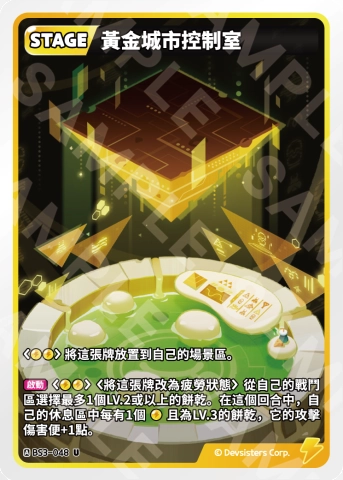 STAGE 黃金城市控制室
SAMPLE
《》將這張牌放置到自己的場景區。
啟動 《》《將這張牌改為疲勞狀態》從自己的戰鬥
區選擇最多1個LV.2或以上的餅乾。在這個回合中,自
己的休息區中每有1個 且為LV.3的餅乾,它的攻擊
傷害便+1點。
A BS3-048 U
© Devsisters Corp.